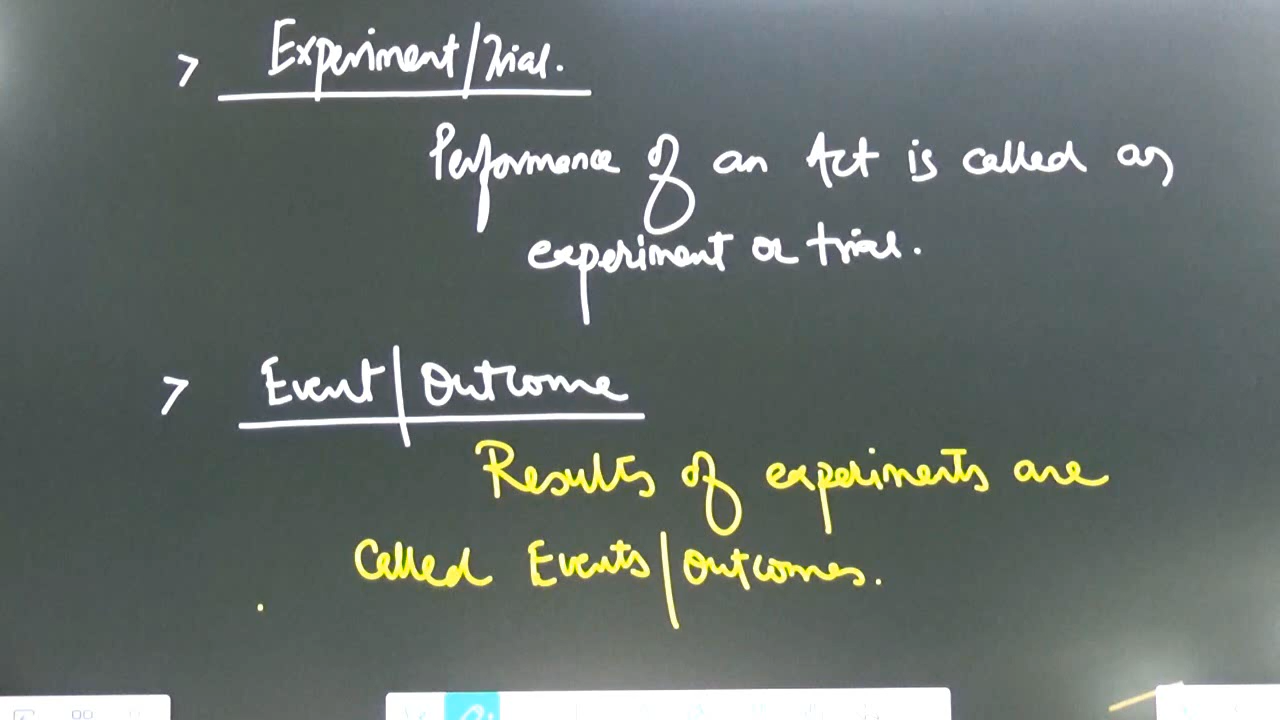 > Experiment/Trial.
Performance of an Act is called as
experiment or trial.
> Event/Outcome
Results of experiments are
Called Events/Outcomes.